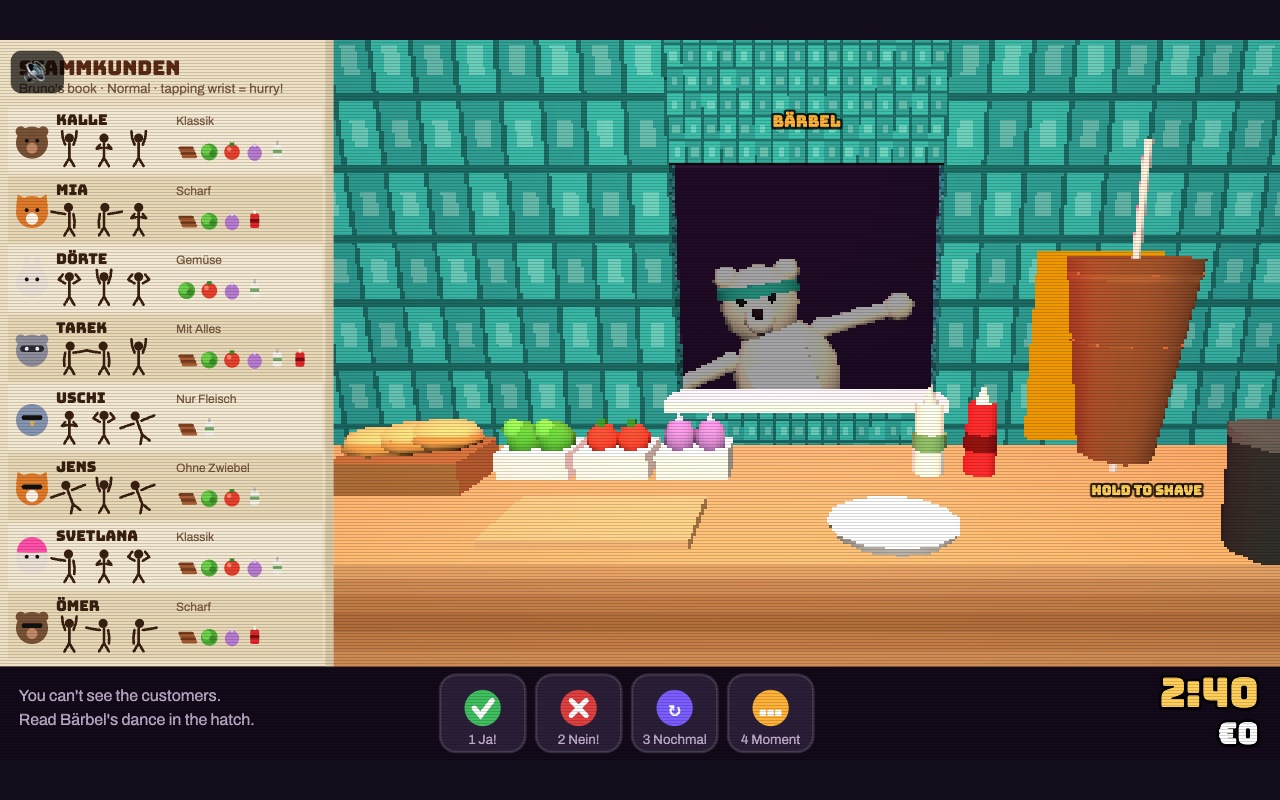 STAMMKUNDEN
Bruno's book · Normal · tapping wrist = hurry!
KALLE
Klassik
MIA
Scharf
DÖRTE
Gemüse
TAREK
Mit Alles
USCHI
Nur Fleisch
JENS
Ohne Zwiebel
SVETLANA
Klassik
ÖMER
Scharf
BÄRBEL
HOLD TO SHAVE
You can't see the customers.
Read Bärbel's dance in the hatch.
1 Ja!
2 Nein!
3 Nochmal
4 Moment
2:40
€0